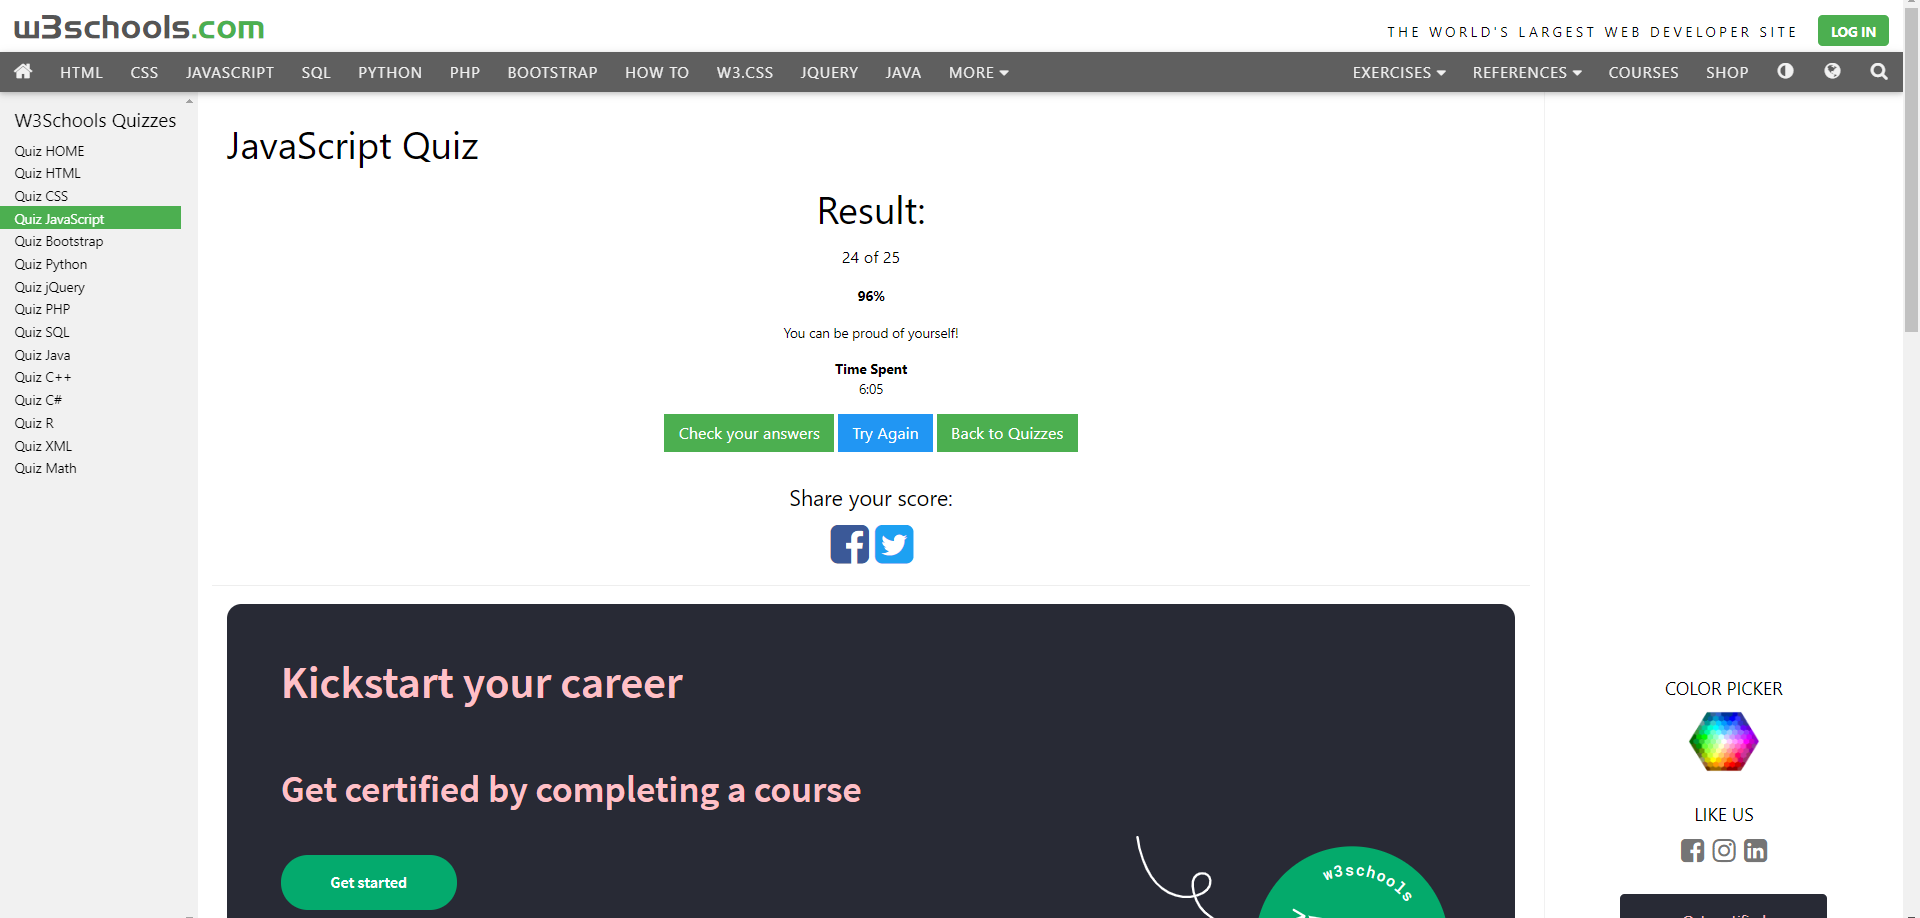 w3schools.com
THE WORLD'S LARGEST WEB DEVELOPER SITE
LOG IN
HTML CSS JAVASCRIPT SQL PYTHON PHP BOOTSTRAP HOW TO W3.CSS JQUERY JAVA MORE EXERCISES REFERENCES COURSES SHOP
W3Schools Quizzes
Quiz HOME
Quiz HTML
Quiz CSS
Quiz JavaScript
Quiz Bootstrap
Quiz Python
Quiz jQuery
Quiz PHP
Quiz SQL
Quiz Java
Quiz C++
Quiz C#
Quiz R
Quiz XML
Quiz Math
JavaScript Quiz
Result:
24 of 25
96%
You can be proud of yourself!
Time Spent
6:05
Check your answers
Try Again
Back to Quizzes
Share your score:
Kickstart your career
Get certified by completing a course
Get started
w3schools
COLOR PICKER
LIKE US